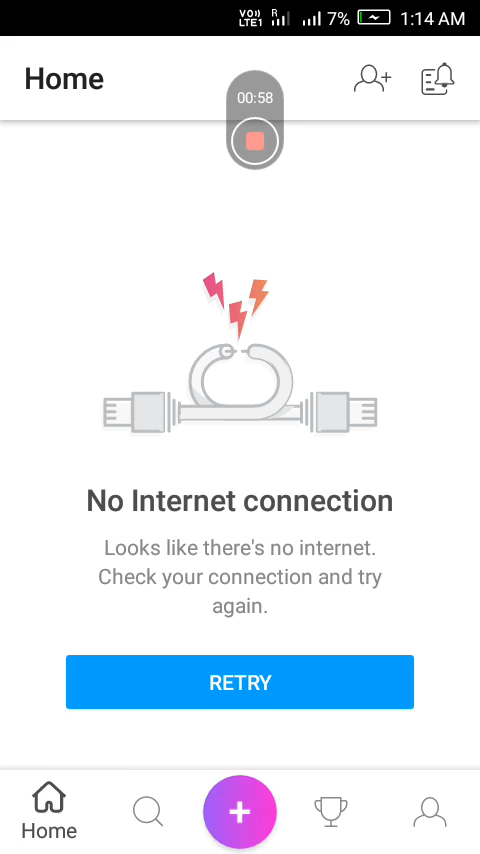 VO))
LTE1
R
7%
1:14 AM
Home
00:58
No Internet connection
Looks like there's no internet.
Check your connection and try
again.
RETRY
Home